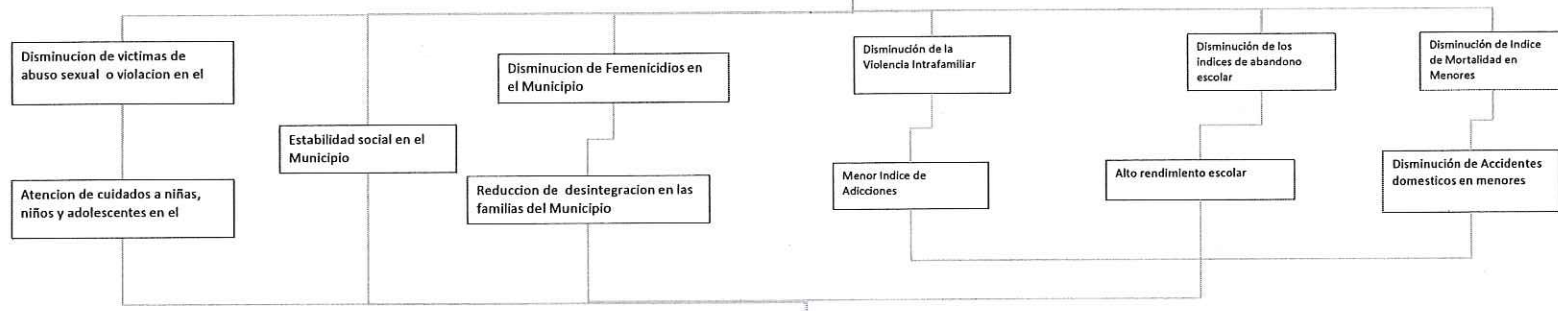 Disminucion de victimas de
abuso sexual o violacion en el
Disminucion de Femenicidios en
el Municipio
Disminución de la
Violencia Intrafamiliar
Disminución de los
indices de abandono
escolar
Disminución de Indice
de Mortalidad en
Menores
Estabilidad social en el
Municipio
Atencion de cuidados a niñas,
niños y adolescentes en el
Reduccion de desintegracion en las
familias del Municipio
Menor Indice de
Adicciones
Alto rendimiento escolar
Disminución de Accidentes
domesticos en menores